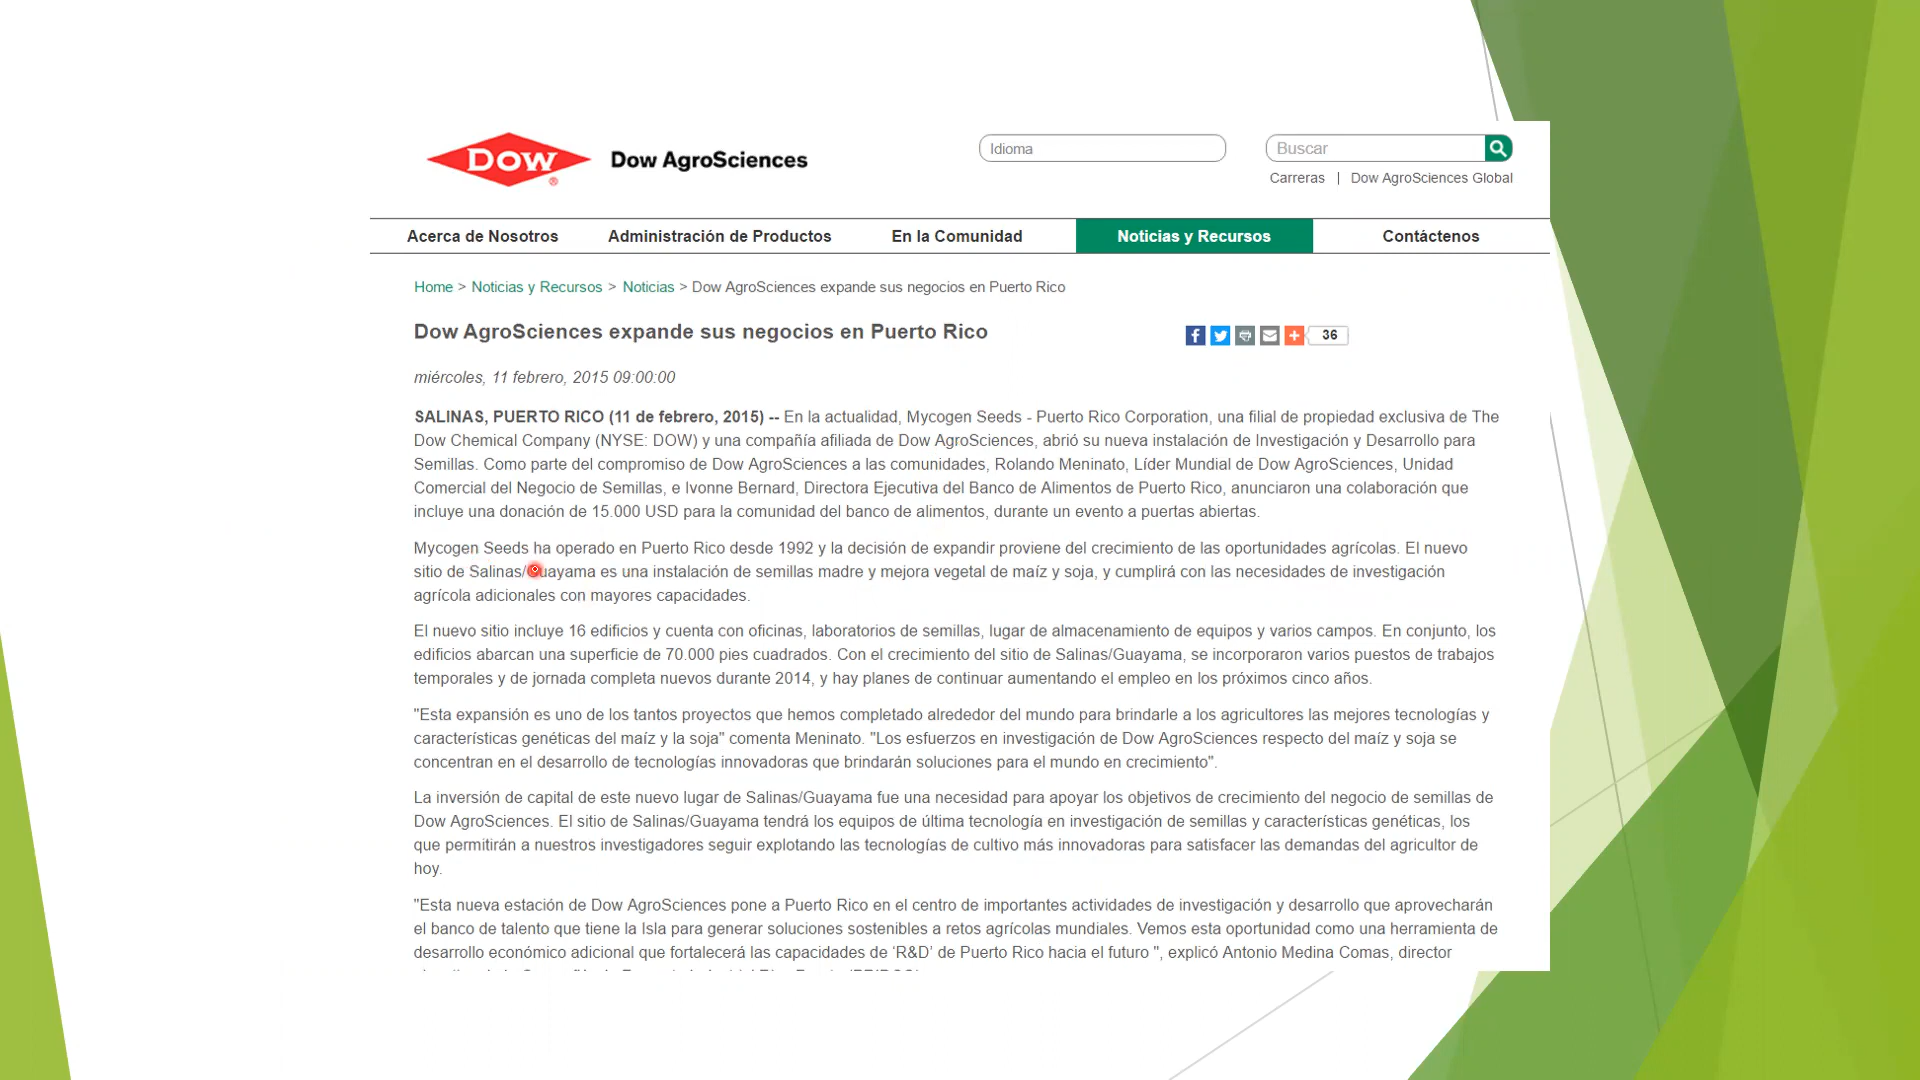 DOW
Dow AgroSciences
Idioma
Buscar
Carreras | Dow AgroSciences Global
Acerca de Nosotros
Administración de Productos
En la Comunidad
Noticias y Recursos
Contáctenos
Home > Noticias y Recursos > Noticias > Dow AgroSciences expande sus negocios en Puerto Rico
Dow AgroSciences expande sus negocios en Puerto Rico
36
miércoles, 11 febrero, 2015 09:00:00
SALINAS, PUERTO RICO (11 de febrero, 2015) -- En la actualidad, Mycogen Seeds - Puerto Rico Corporation, una filial de propiedad exclusiva de The
Dow Chemical Company (NYSE: DOW) y una compañía afiliada de Dow AgroSciences, abrió su nueva instalación de Investigación y Desarrollo para
Semillas. Como parte del compromiso de Dow AgroSciences a las comunidades, Rolando Meninato, Líder Mundial de Dow AgroSciences, Unidad
Comercial del Negocio de Semillas, e Ivonne Bernard, Directora Ejecutiva del Banco de Alimentos de Puerto Rico, anunciaron una colaboración que
incluye una donación de 15.000 USD para la comunidad del banco de alimentos, durante un evento a puertas abiertas.
Mycogen Seeds ha operado en Puerto Rico desde 1992 y la decisión de expandir proviene del crecimiento de las oportunidades agrícolas. El nuevo
sitio de Salinas/Guayama es una instalación de semillas madre y mejora vegetal de maíz y soja, y cumplirá con las necesidades de investigación
agrícola adicionales con mayores capacidades.
El nuevo sitio incluye 16 edificios y cuenta con oficinas, laboratorios de semillas, lugar de almacenamiento de equipos y varios campos. En conjunto, los
edificios abarcan una superficie de 70.000 pies cuadrados. Con el crecimiento del sitio de Salinas/Guayama, se incorporaron varios puestos de trabajos
temporales y de jornada completa nuevos durante 2014, y hay planes de continuar aumentando el empleo en los próximos cinco años.
"Esta expansión es uno de los tantos proyectos que hemos completado alrededor del mundo para brindarle a los agricultores las mejores tecnologías y
características genéticas del maíz y la soja" comenta Meninato. "Los esfuerzos en investigación de Dow AgroSciences respecto del maíz y soja se
concentran en el desarrollo de tecnologías innovadoras que brindarán soluciones para el mundo en crecimiento".
La inversión de capital de este nuevo lugar de Salinas/Guayama fue una necesidad para apoyar los objetivos de crecimiento del negocio de semillas de
Dow AgroSciences. El sitio de Salinas/Guayama tendrá los equipos de última tecnología en investigación de semillas y características genéticas, los
que permitirán a nuestros investigadores seguir explotando las tecnologías de cultivo más innovadoras para satisfacer las demandas del agricultor de
hoy.
"Esta nueva estación de Dow AgroSciences pone a Puerto Rico en el centro de importantes actividades de investigación y desarrollo que aprovecharán
el banco de talento que tiene la Isla para generar soluciones sostenibles a retos agrícolas mundiales. Vemos esta oportunidad como una herramienta de
desarrollo económico adicional que fortalecerá las capacidades de ‘R&D’ de Puerto Rico hacia el futuro ", explicó Antonio Medina Comas, director